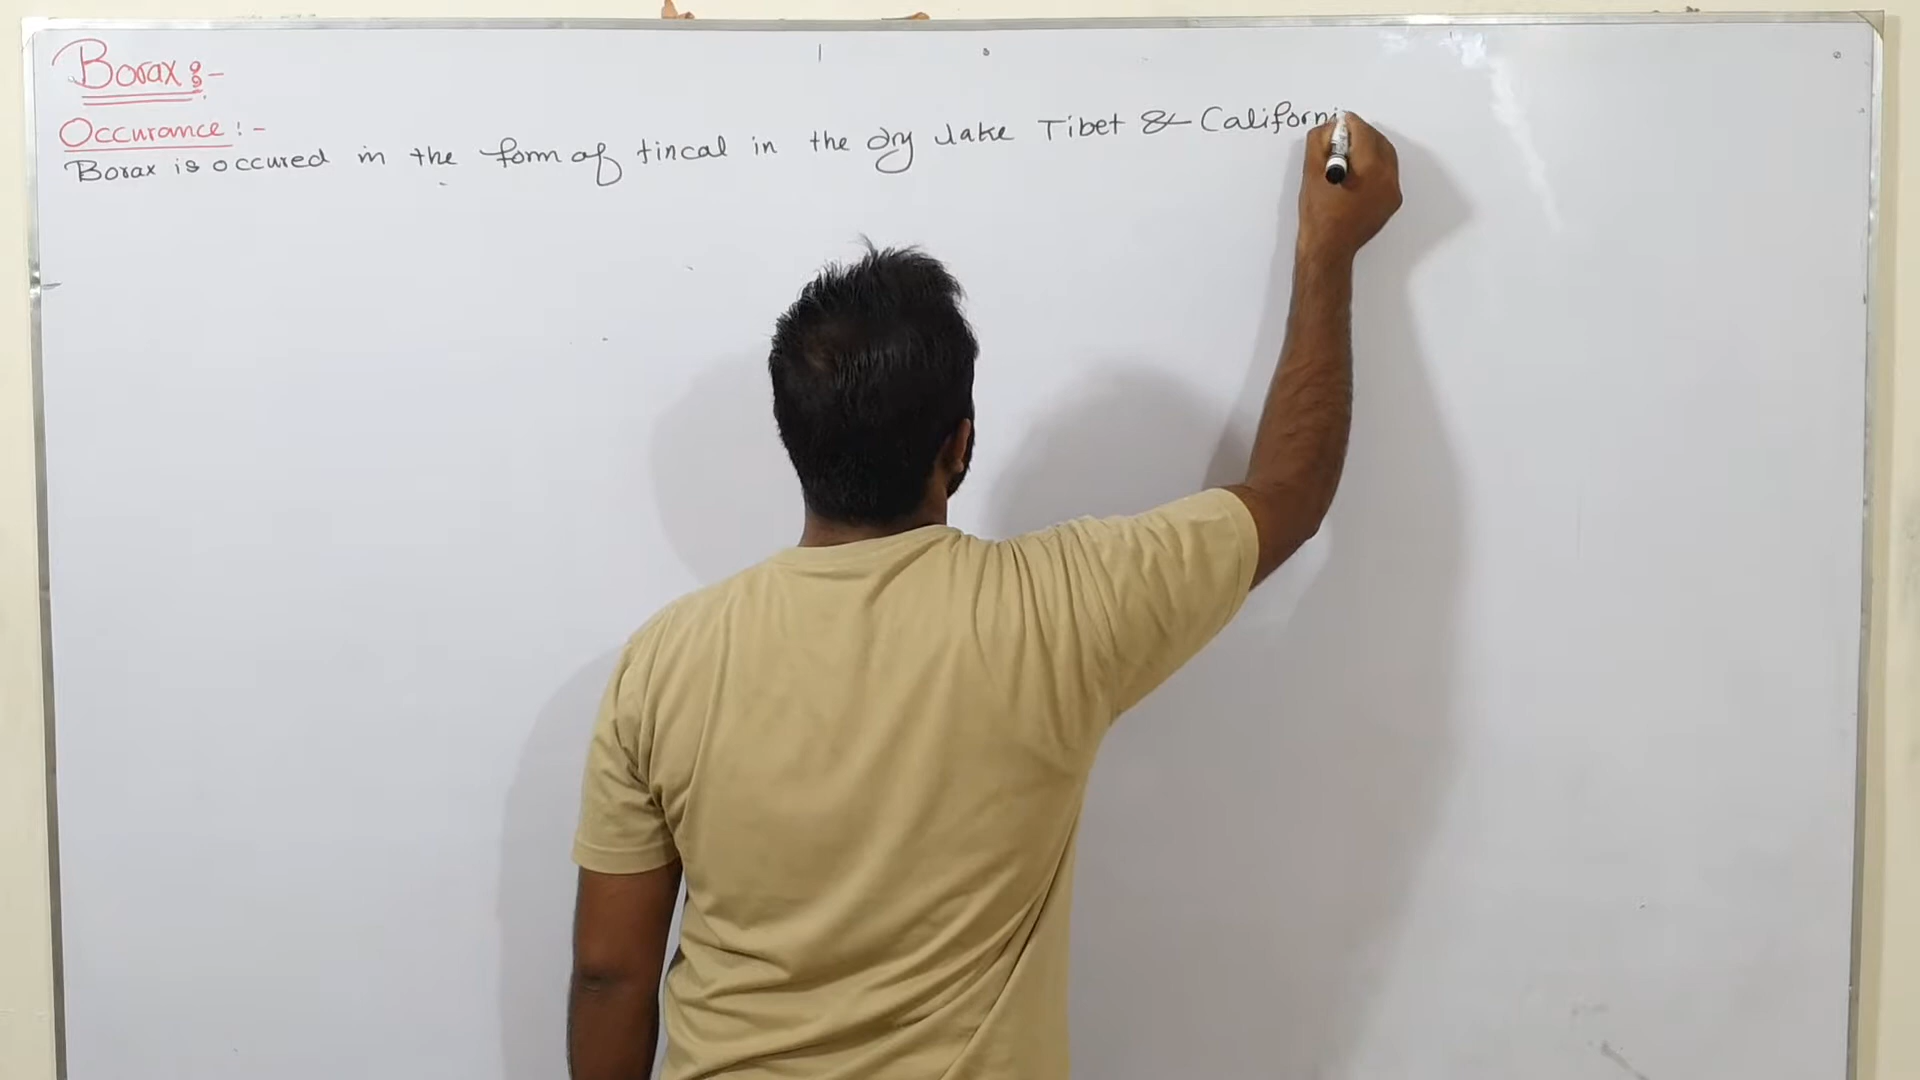 Borax :-
Occurance :-
Borax is occured in the form of tincal in the dry lake Tibet & Californi